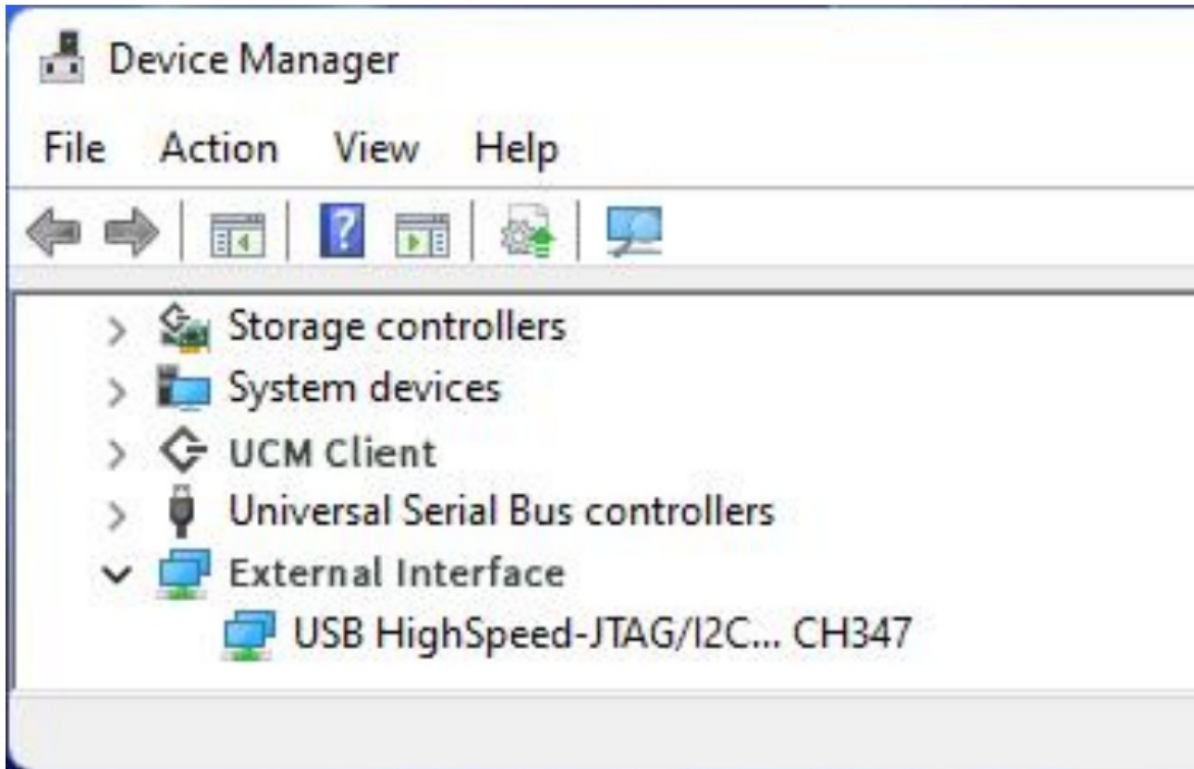 Device Manager
File Action View Help
Storage controllers
System devices
UCM Client
Universal Serial Bus controllers
External Interface
USB HighSpeed-JTAG/I2C... CH347